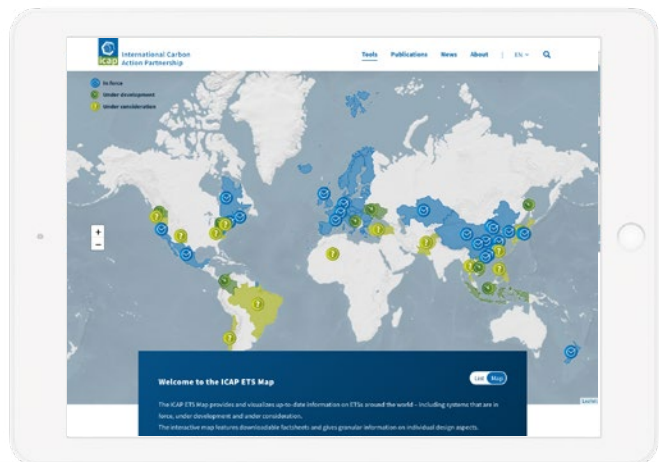 icap
International Carbon
Action Partnership
Tools Publications News About | EN
In force
Under development
Under consideration
+
−
Welcome to the ICAP ETS Map
List Map
The ICAP ETS Map provides and visualizes up-to-date information on ETSs around the world – including systems that are in
force, under development and under consideration.
The interactive map features downloadable factsheets and gives granular information on individual design aspects.
Leaflet